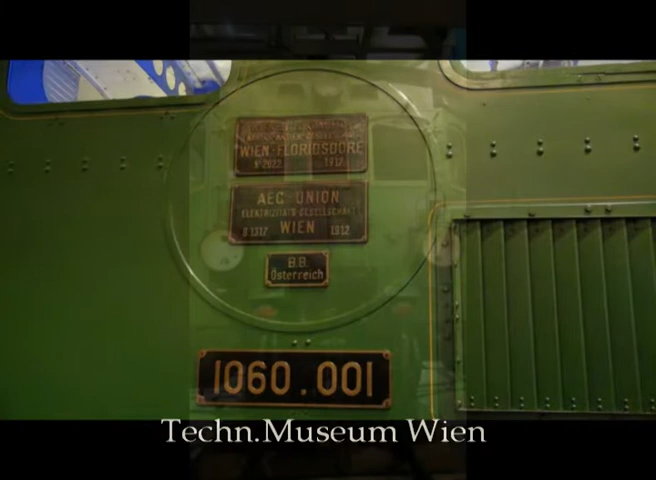 WIEN-FLORIDSDORF
1912
AEG-UNION
ELEKTRIZITÄTS GESELLSCHAFT
WIEN 1912
B.B.
Österreich
1060.001
Techn.Museum Wien